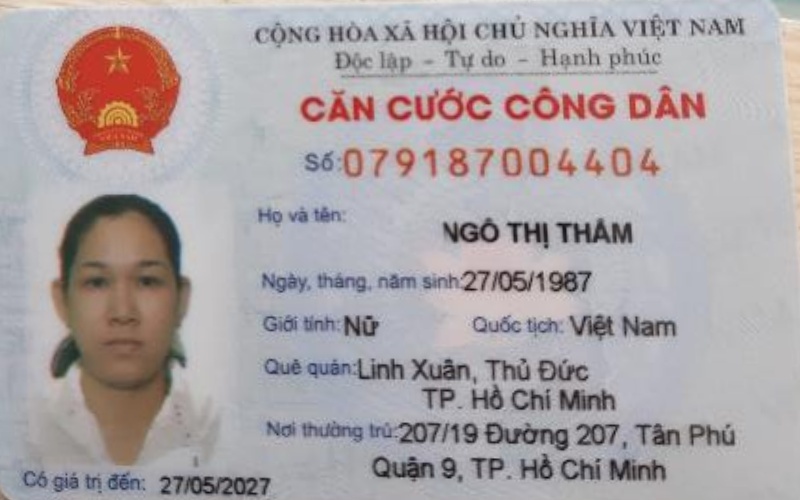 CỘNG HÒA XÃ HỘI CHỦ NGHĨA VIỆT NAM
Độc lập - Tự do - Hạnh phúc
CĂN CƯỚC CÔNG DÂN
Số: 079187004404
Họ và tên:
NGÔ THỊ THẮM
Ngày, tháng, năm sinh: 27/05/1987
Giới tính: Nữ Quốc tịch: Việt Nam
Quê quán: Linh Xuân, Thủ Đức
TP. Hồ Chí Minh
Nơi thường trú: 207/19 Đường 207, Tân Phú
Quận 9, TP. Hồ Chí Minh
Có giá trị đến: 27/05/2027